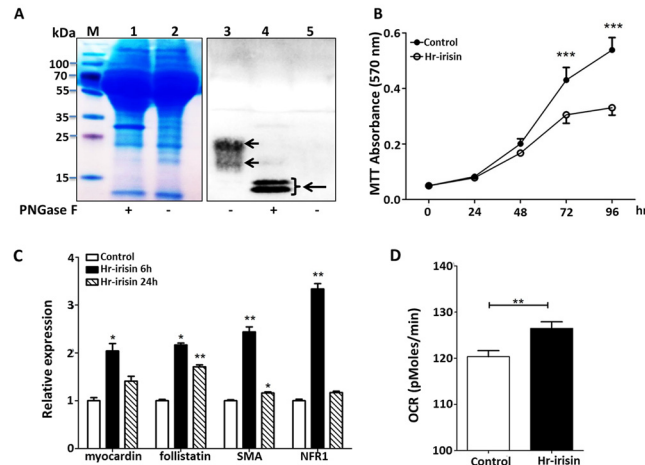 A
kDa M 1 2 3 4 5
100
70
55
35
25
15
PNGase F + - - + -
B
MTT Absorbance (570 nm)
Control
Hr-irisin
*** ***
0.6
0.4
0.2
0.0
0 24 48 72 96 hr
C
Relative expression
Control
Hr-irisin 6h
Hr-irisin 24h
4
3
2
1
0
* * ** ** * **
myocardin follistatin SMA NFR1
D
OCR (pMoles/min)
130
**
120
110
100
Control Hr-irisin